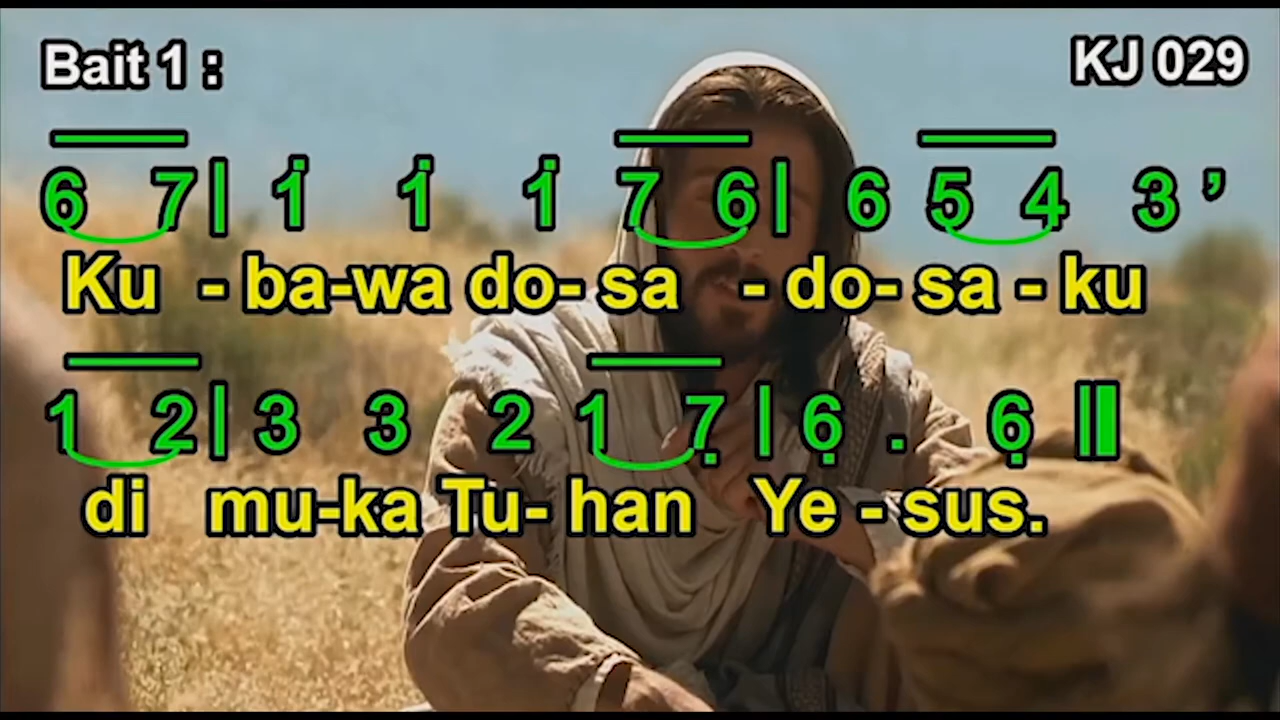 Bait 1 : KJ 029
6 7 | 1̇ 1̇ 1̇ 7 6 | 6 5 4 3 ’
Ku - ba-wa do- sa - do- sa - ku
1 2 | 3 3 2 1 7̣ | 6̣ . 6̣ ||
di mu-ka Tu- han Ye - sus.